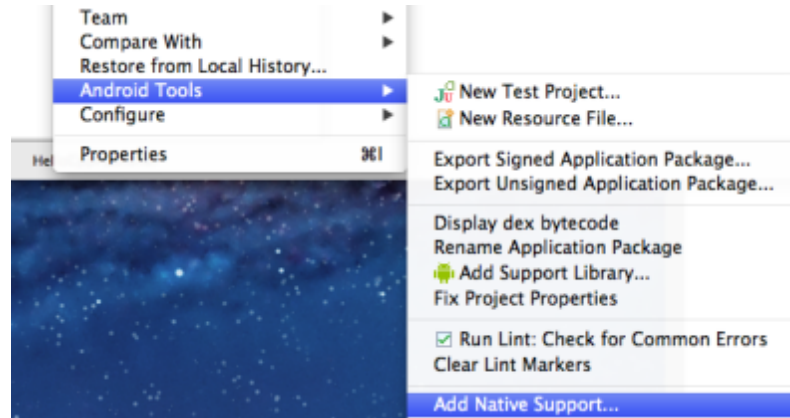 Team
Compare With
Restore from Local History...
Android Tools
Configure
Properties ⌘I
Hel
New Test Project...
New Resource File...
Export Signed Application Package...
Export Unsigned Application Package...
Display dex bytecode
Rename Application Package
Add Support Library...
Fix Project Properties
Run Lint: Check for Common Errors
Clear Lint Markers
Add Native Support...